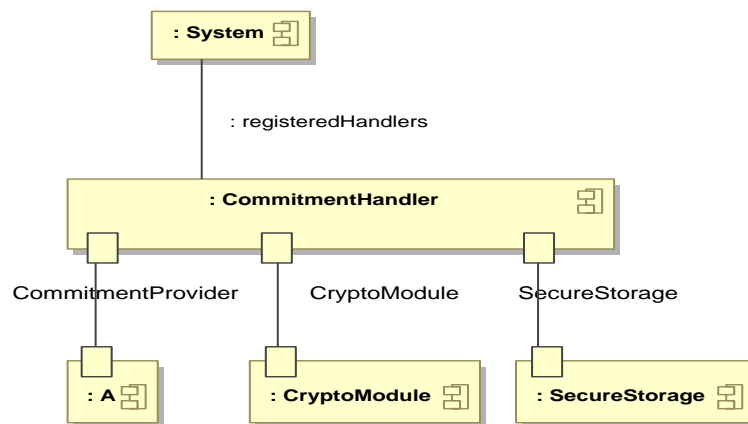 : System
: registeredHandlers
: CommitmentHandler
CommitmentProvider CryptoModule SecureStorage
: A : CryptoModule : SecureStorage